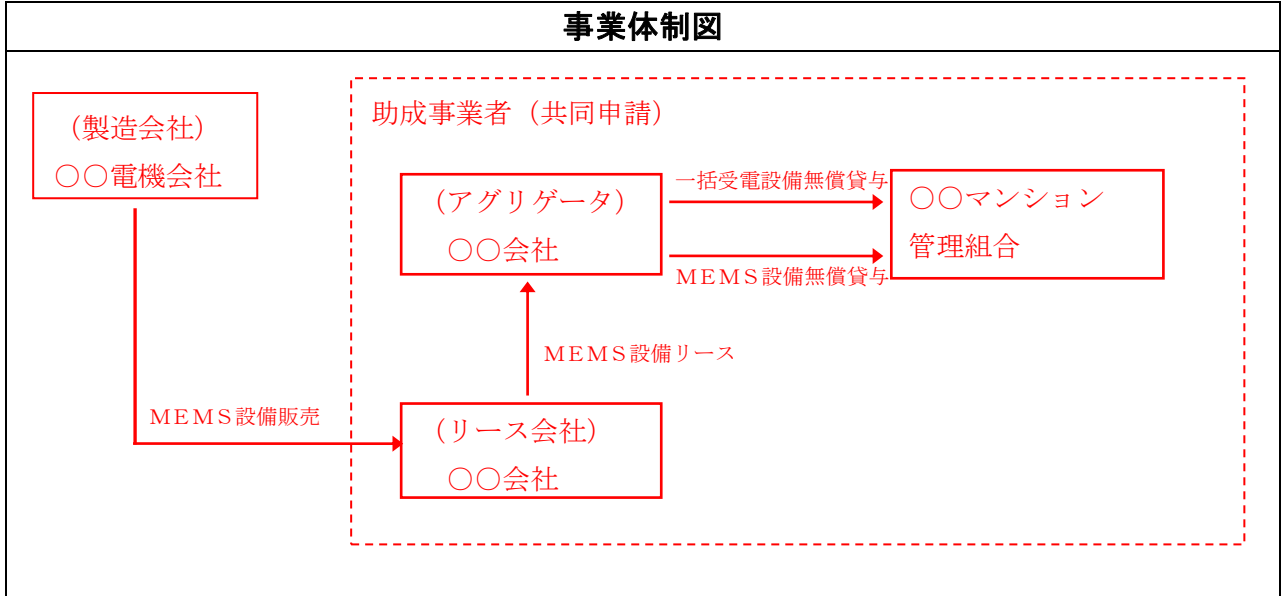 事業体制図
助成事業者（共同申請）
（製造会社）
○○電機会社
（アグリゲータ）
○○会社
一括受電設備無償貸与
ＭＥＭＳ設備無償貸与
○○マンション
管理組合
ＭＥＭＳ設備リース
ＭＥＭＳ設備販売
（リース会社）
○○会社